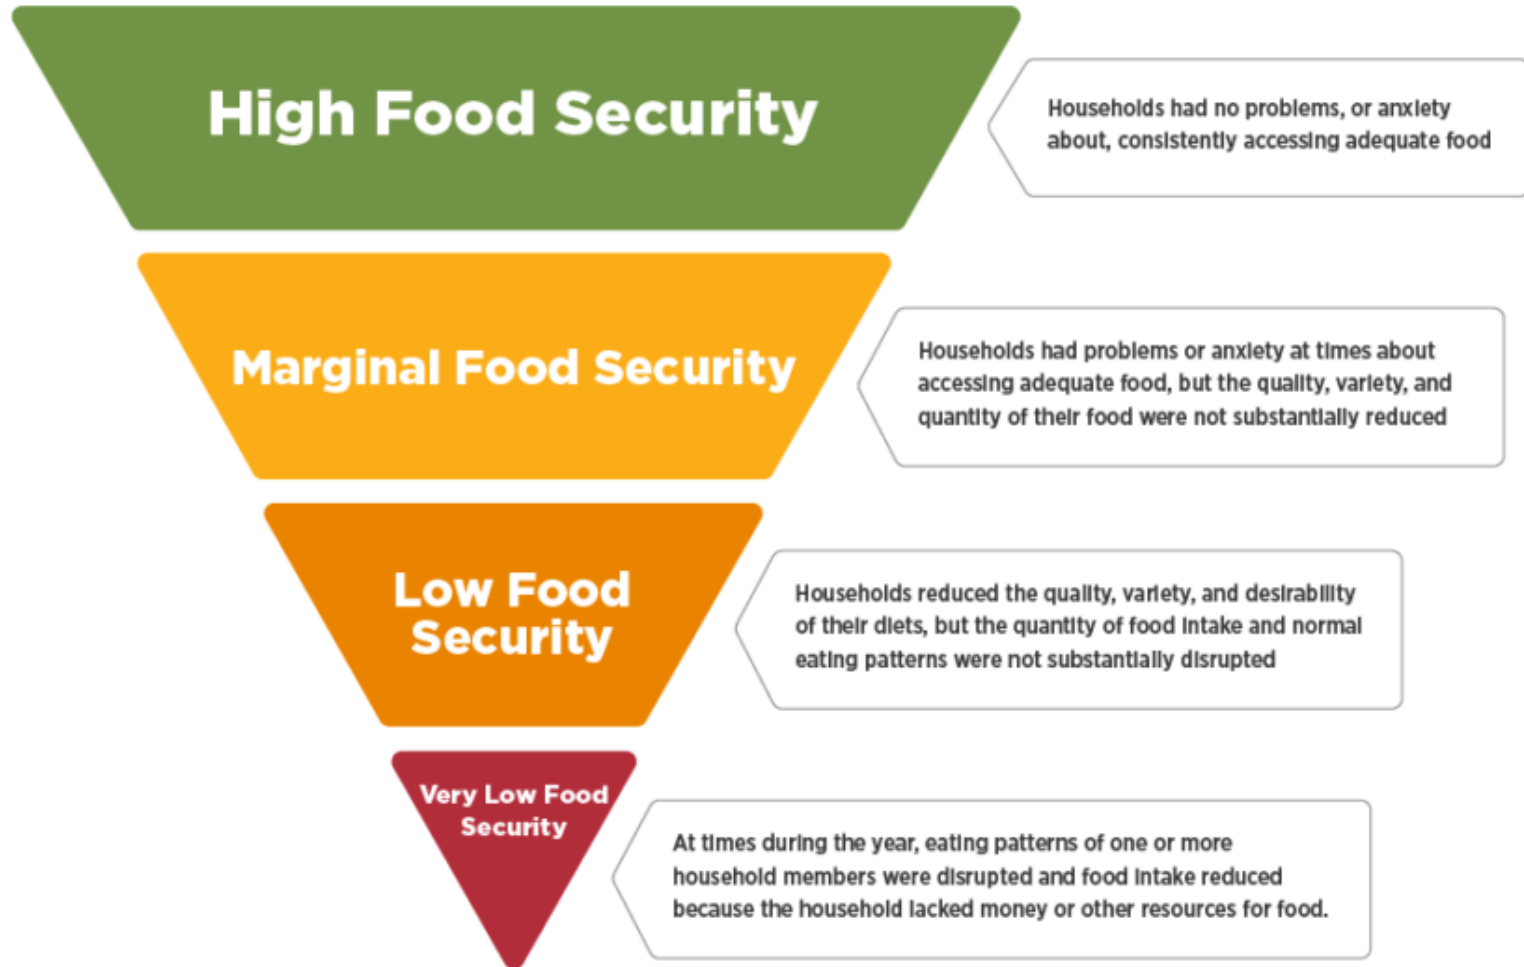 High Food Security
Households had no problems, or anxiety
about, consistently accessing adequate food
Marginal Food Security
Households had problems or anxiety at times about
accessing adequate food, but the quality, variety, and
quantity of their food were not substantially reduced
Low Food
Security
Households reduced the quality, variety, and desirability
of their diets, but the quantity of food intake and normal
eating patterns were not substantially disrupted
Very Low Food
Security
At times during the year, eating patterns of one or more
household members were disrupted and food intake reduced
because the household lacked money or other resources for food.